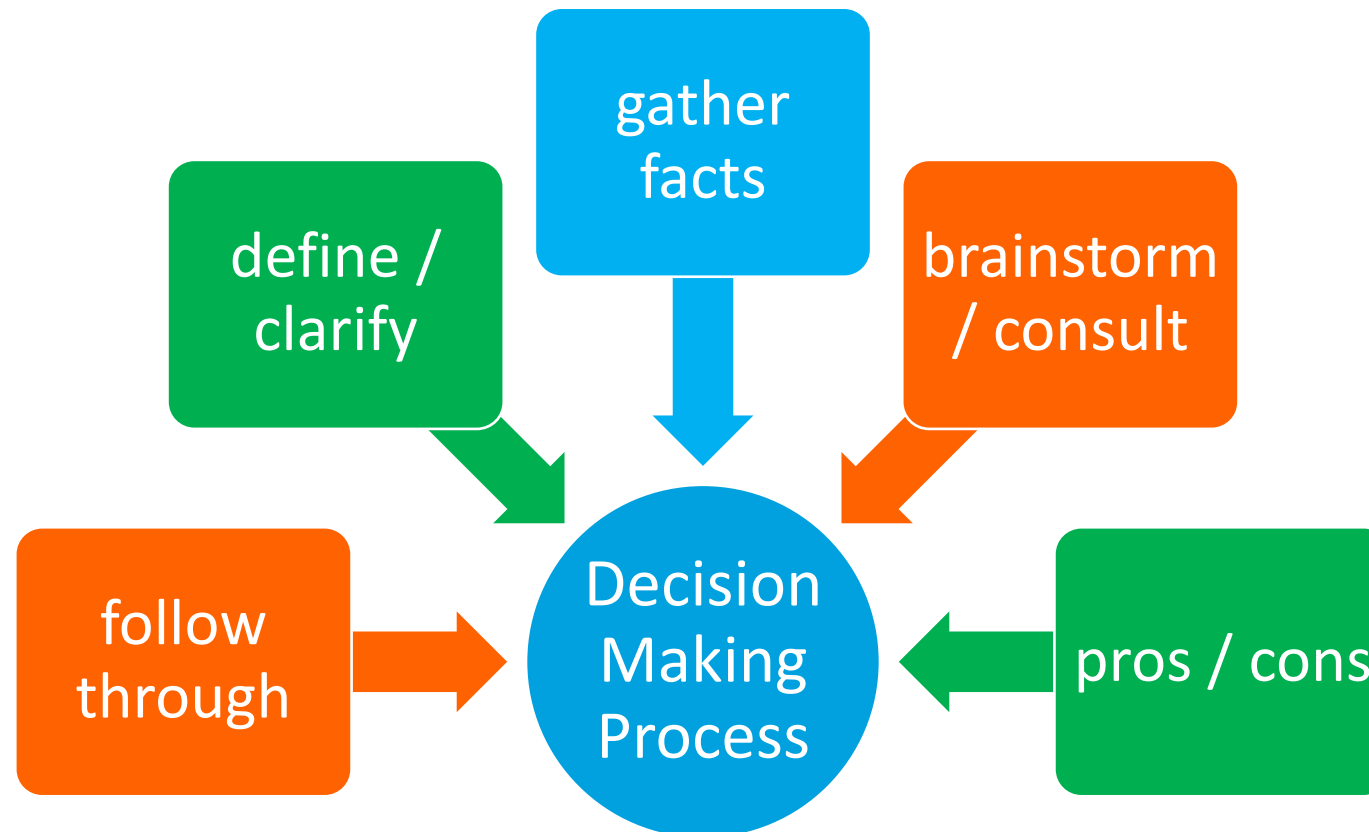 gather
facts
define /
clarify
brainstorm
/ consult
follow
through
Decision
Making
Process
pros / cons